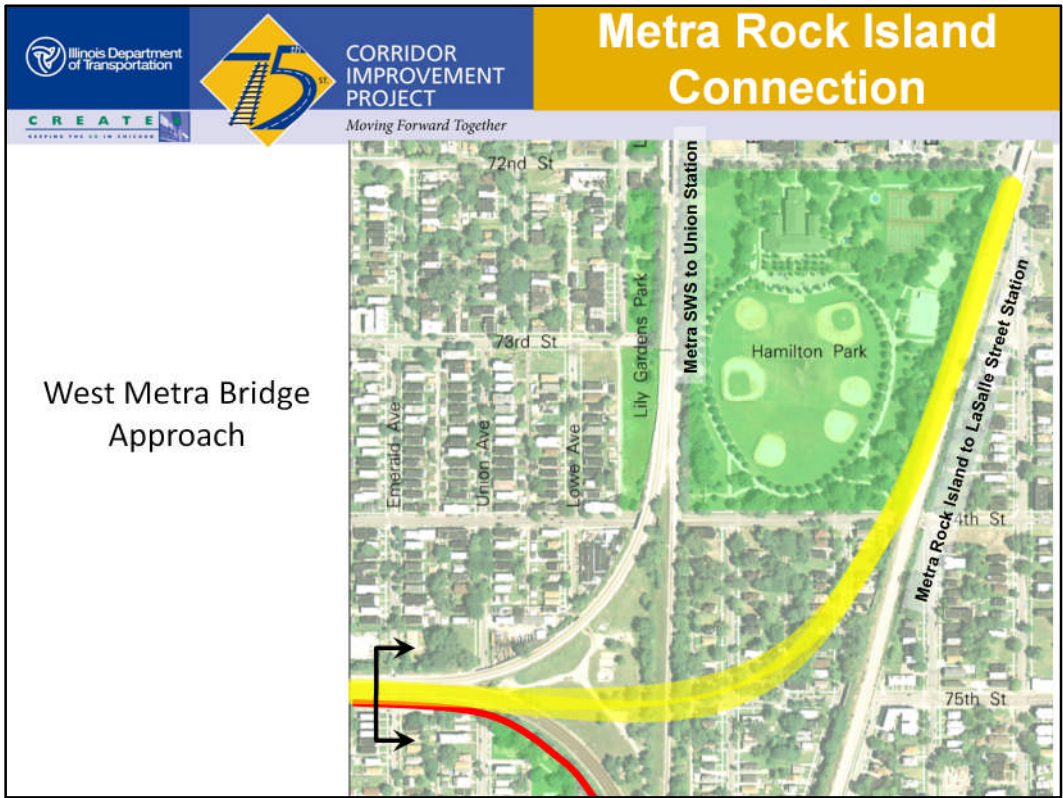 Illinois Department
of Transportation
75th
ST.
CORRIDOR
IMPROVEMENT
PROJECT
Moving Forward Together
CREATE
Metra Rock Island
Connection
West Metra Bridge
Approach
72nd St
73rd St
Emerald Ave
Union Ave
Lowe Ave
Lily Gardens Park
L
Metra SWS to Union Station
Hamilton Park
Metra Rock Island to LaSalle Street Station
4th St
75th St